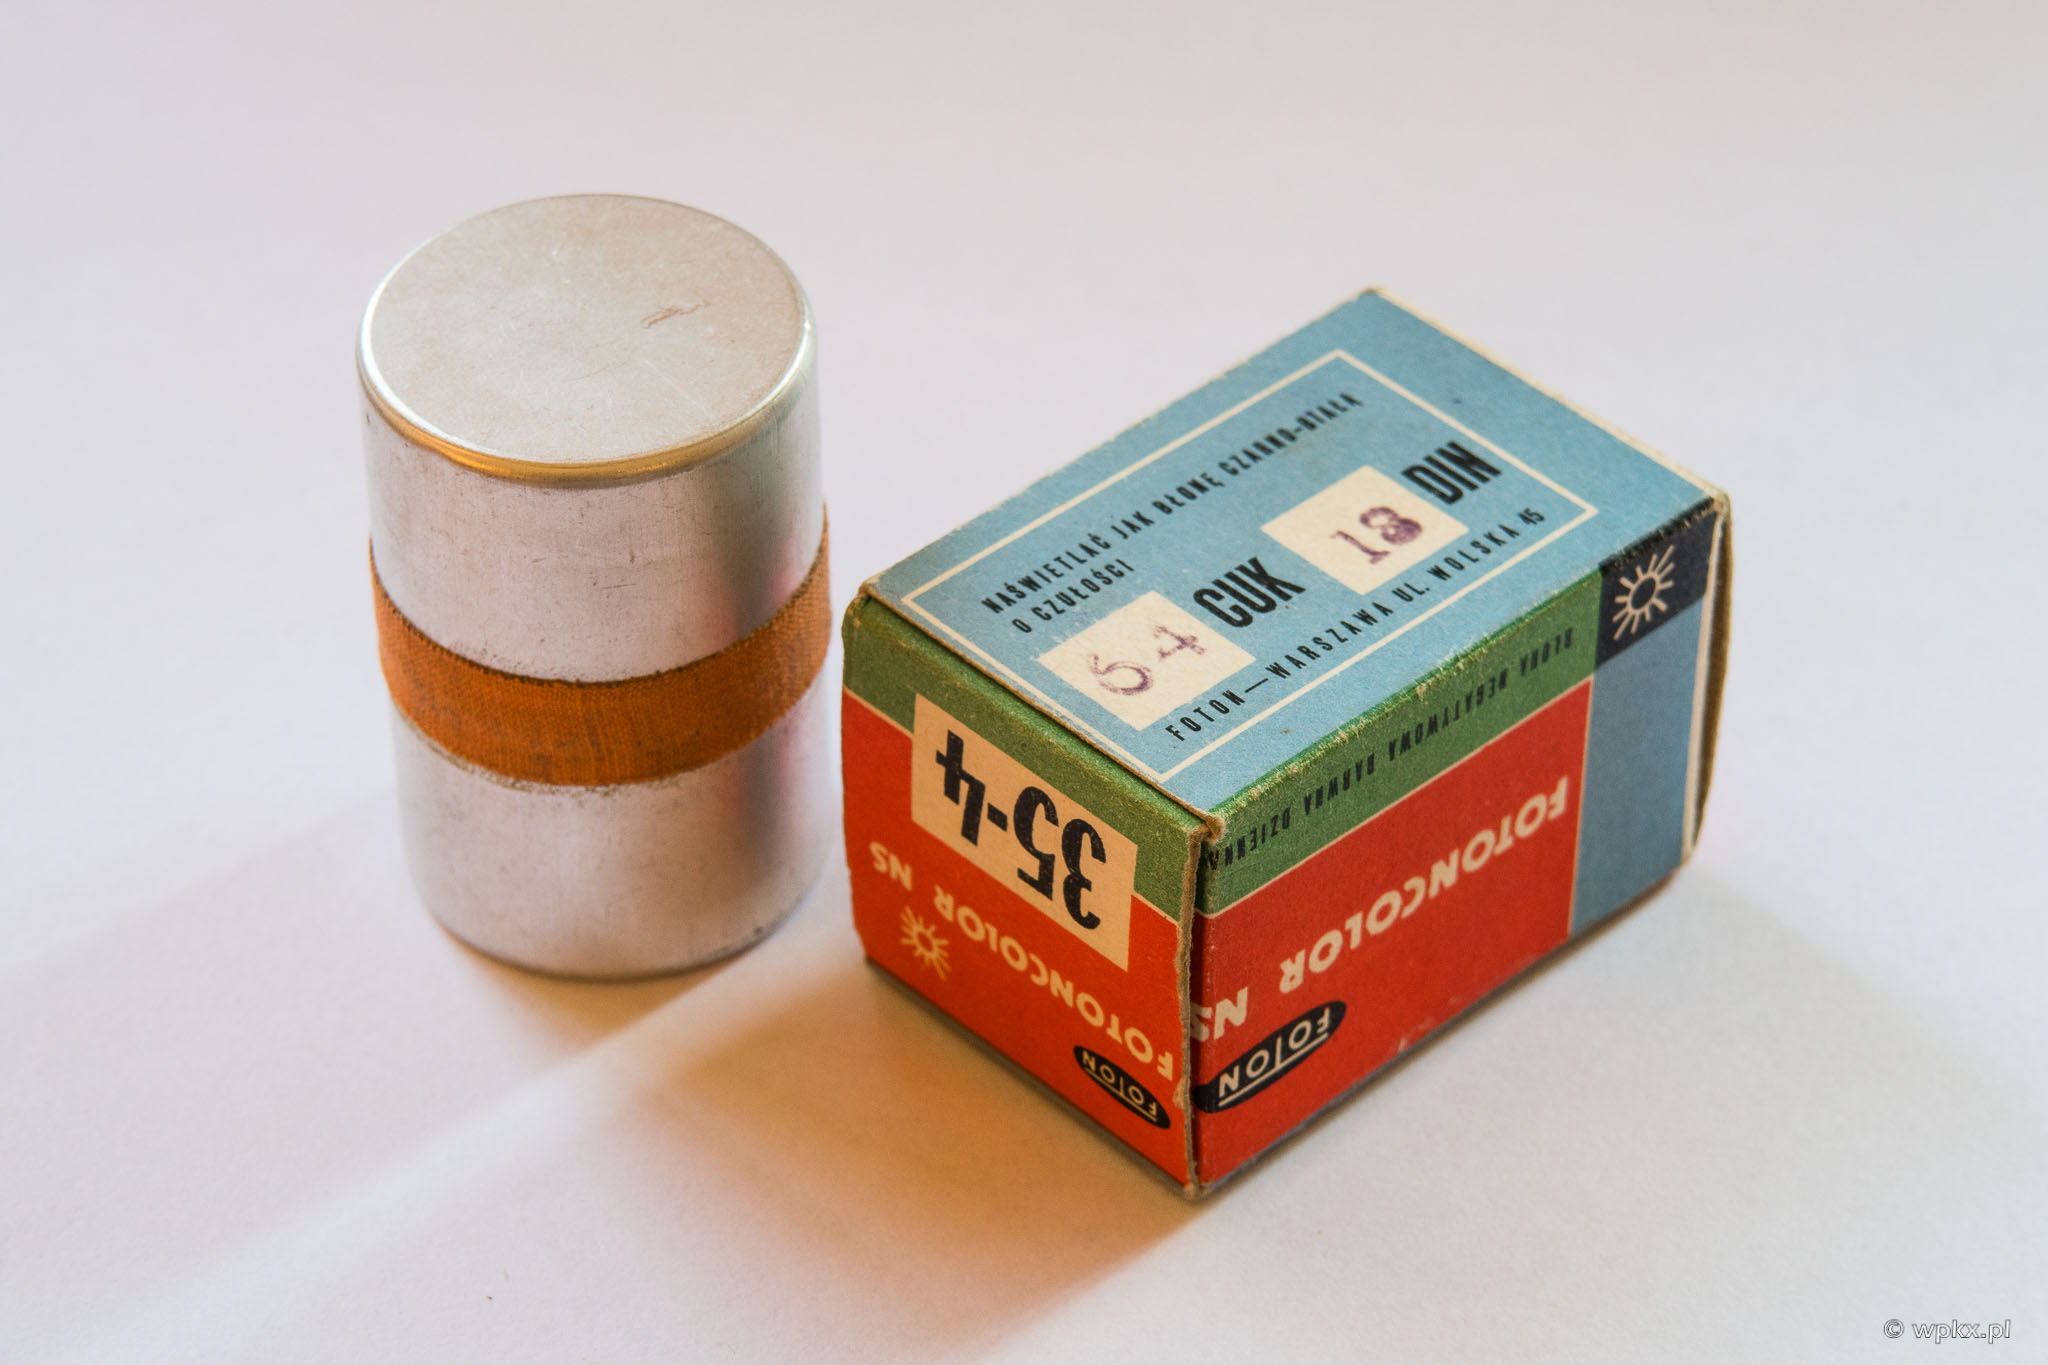 NAŚWIETLAĆ JAK BŁONĘ CZARNO-BIAŁĄ
O CZUŁOŚCI
64 CUK 18 DIN
FOTON—WARSZAWA UL. WOLSKA 45
35-4
FOTONCOLOR NS
FOTON
BŁONA NEGATYWOWA BARWNA DZIENNA
FOTONCOLOR NS
FOTON
© wpkx.pl